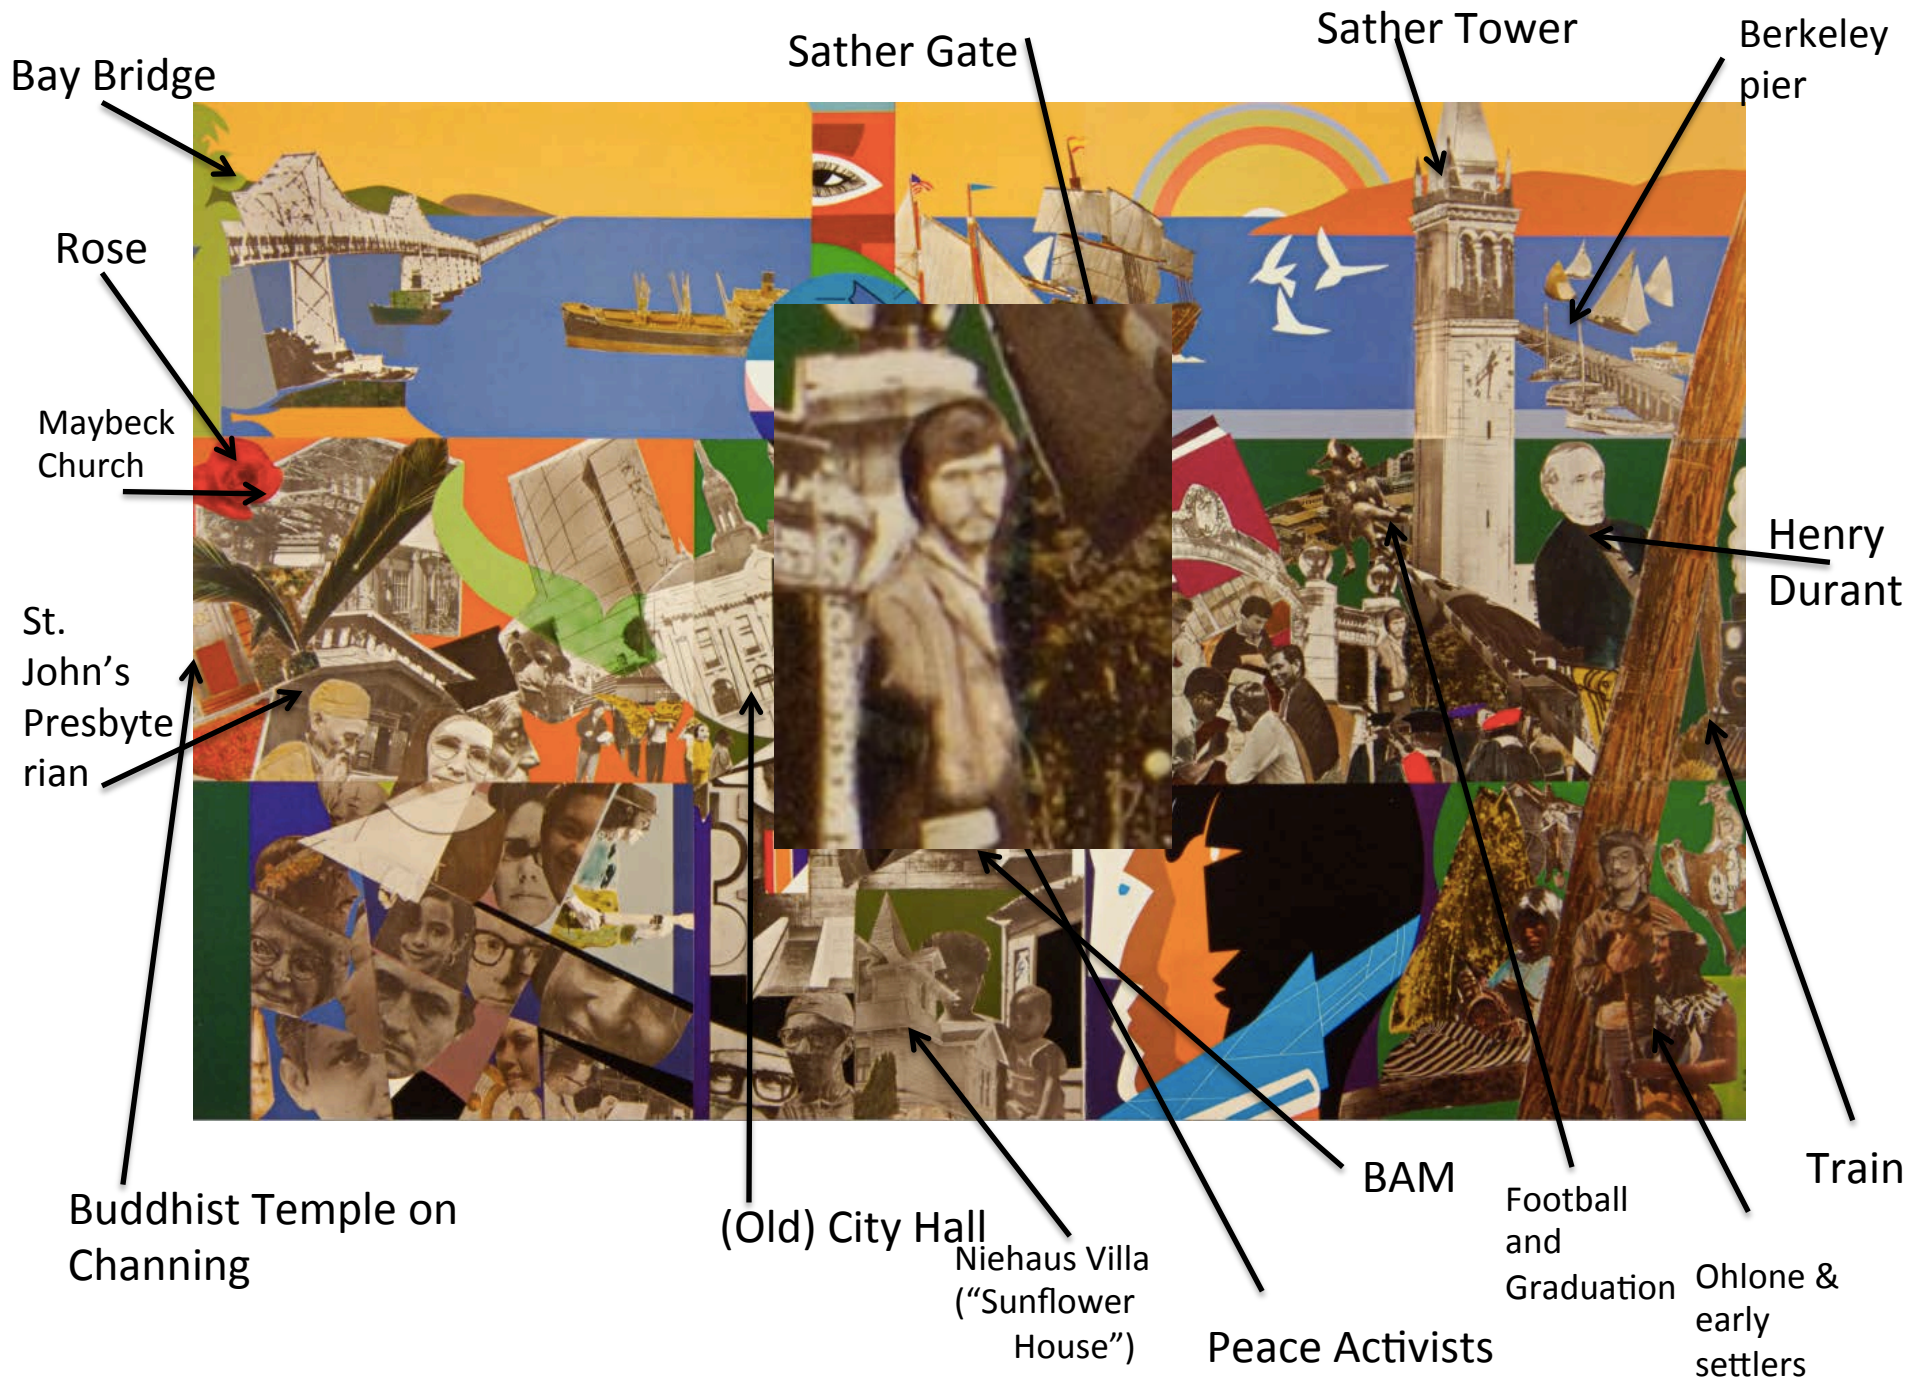 Sather Gate
Sather Tower
Berkeley
pier
Bay Bridge
Rose
Maybeck
Church
Henry
Durant
St.
John’s
Presbyte
rian
Buddhist Temple on
Channing
(Old) City Hall
Niehaus Villa
(“Sunflower
House”)
Peace Activists
BAM
Football
and
Graduation
Ohlone &
early
settlers
Train